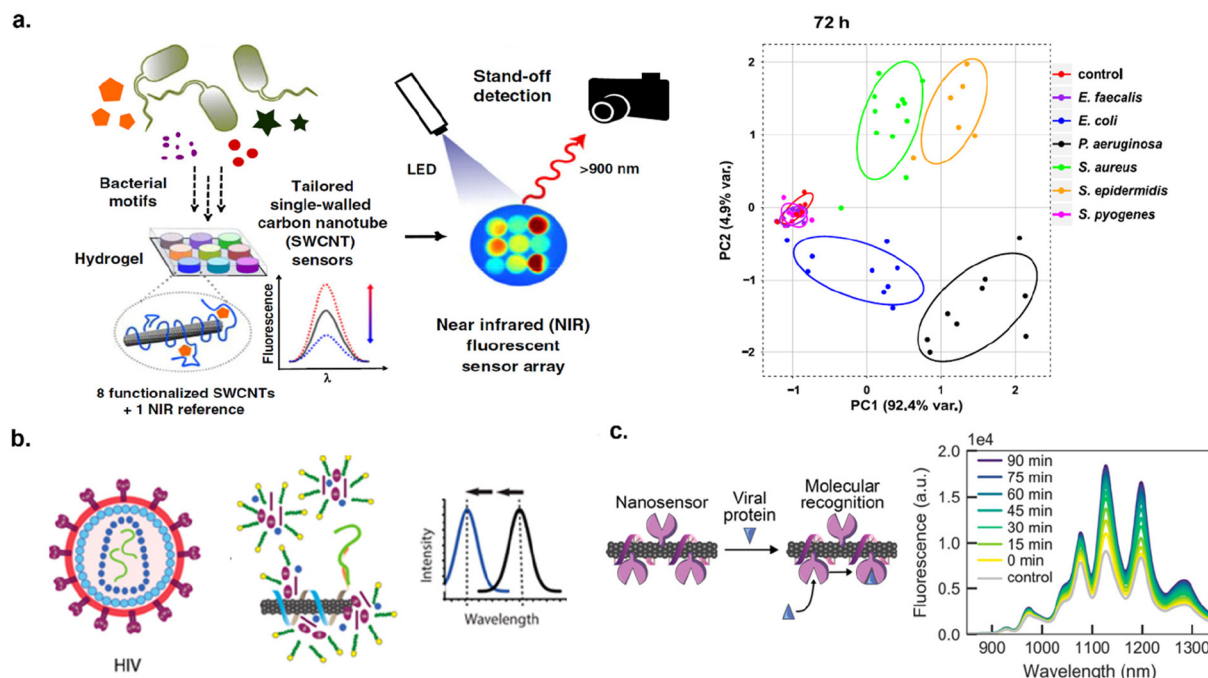 a.
Bacterial
motifs
Hydrogel
Tailored
single-walled
carbon nanotube
(SWCNT)
sensors
Fluorescence
λ
8 functionalized SWCNTs
+ 1 NIR reference
LED
Stand-off
detection
>900 nm
Near infrared (NIR)
fluorescent
sensor array
72 h
PC2 (4.9% var.)
2
1
0
−1
−2
−1
0
1
2
PC1 (92.4% var.)
control
E. faecalis
E. coli
P. aeruginosa
S. aureus
S. epidermidis
S. pyogenes
b.
HIV
Intensity
Wavelength
c.
Nanosensor
Viral
protein
Molecular
recognition
Fluorescence (a.u.)
1e4
2.0
1.5
1.0
0.5
0.0
90 min
75 min
60 min
45 min
30 min
15 min
0 min
control
900
1000
1100
1200
1300
Wavelength (nm)